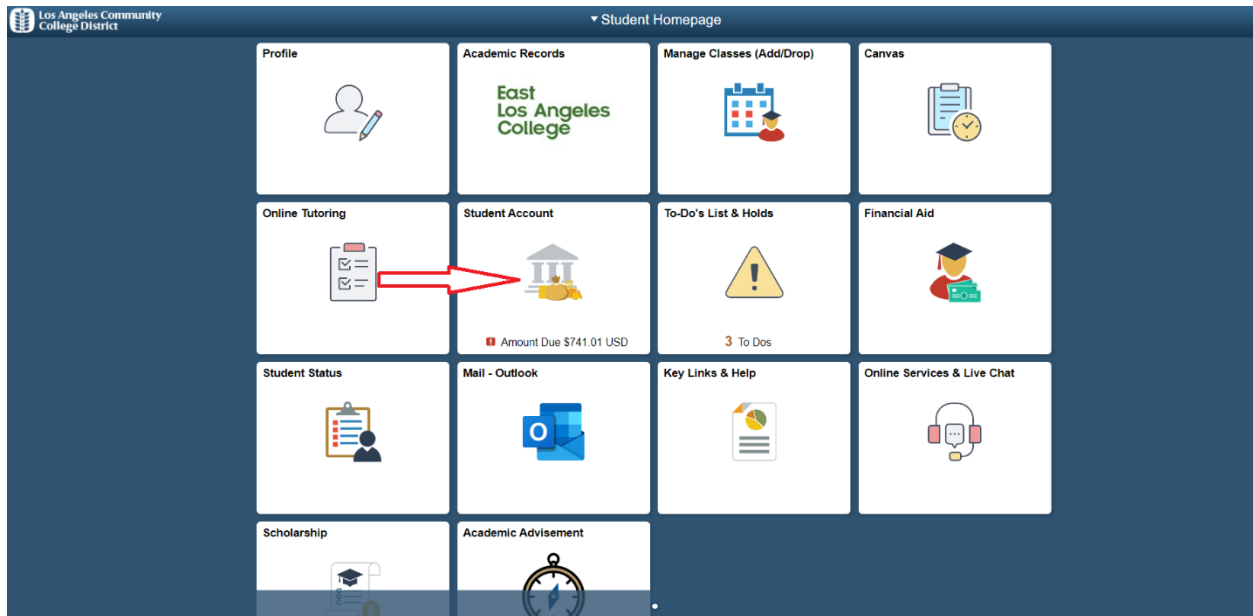 Los Angeles Community
College District
▾ Student Homepage
Profile
Academic Records
Manage Classes (Add/Drop)
Canvas
East
Los Angeles
College
Online Tutoring
Student Account
To-Do's List & Holds
Financial Aid
! Amount Due $741.01 USD
3 To Dos
Student Status
Mail - Outlook
Key Links & Help
Online Services & Live Chat
O
Scholarship
Academic Advisement